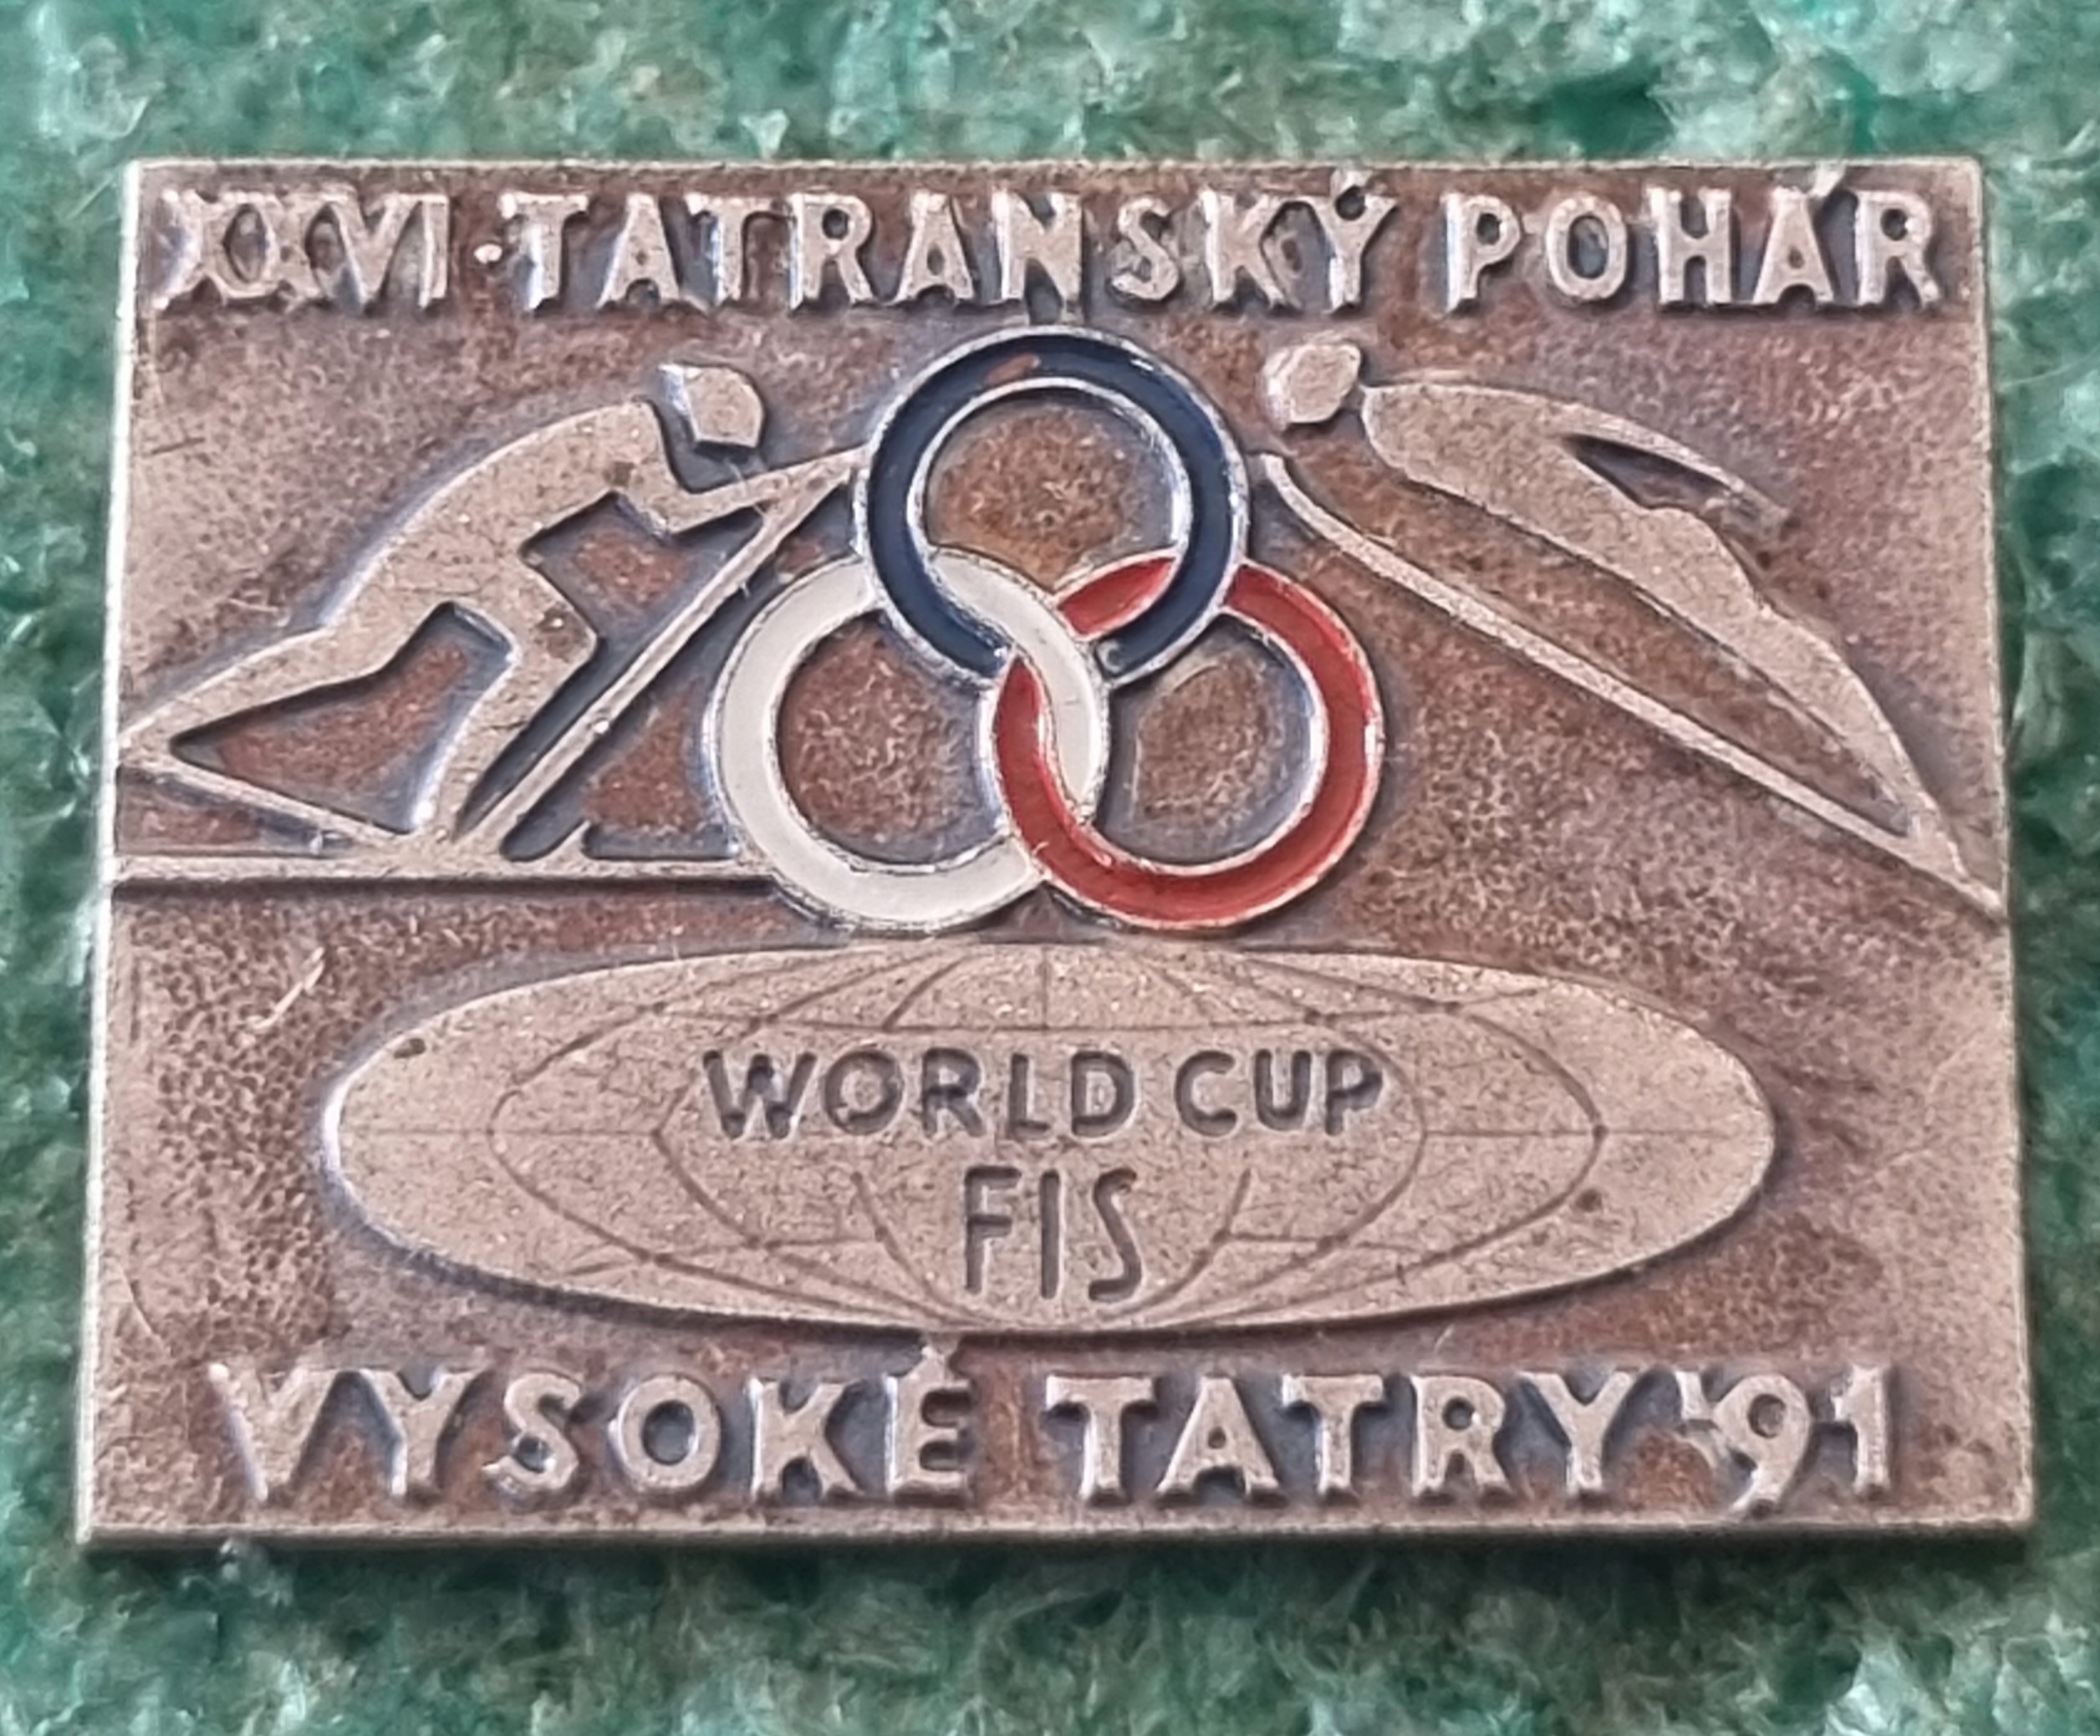 XXVI · TATRANSKÝ POHÁR
WORLD CUP
FIS
VYSOKÉ TATRY '91